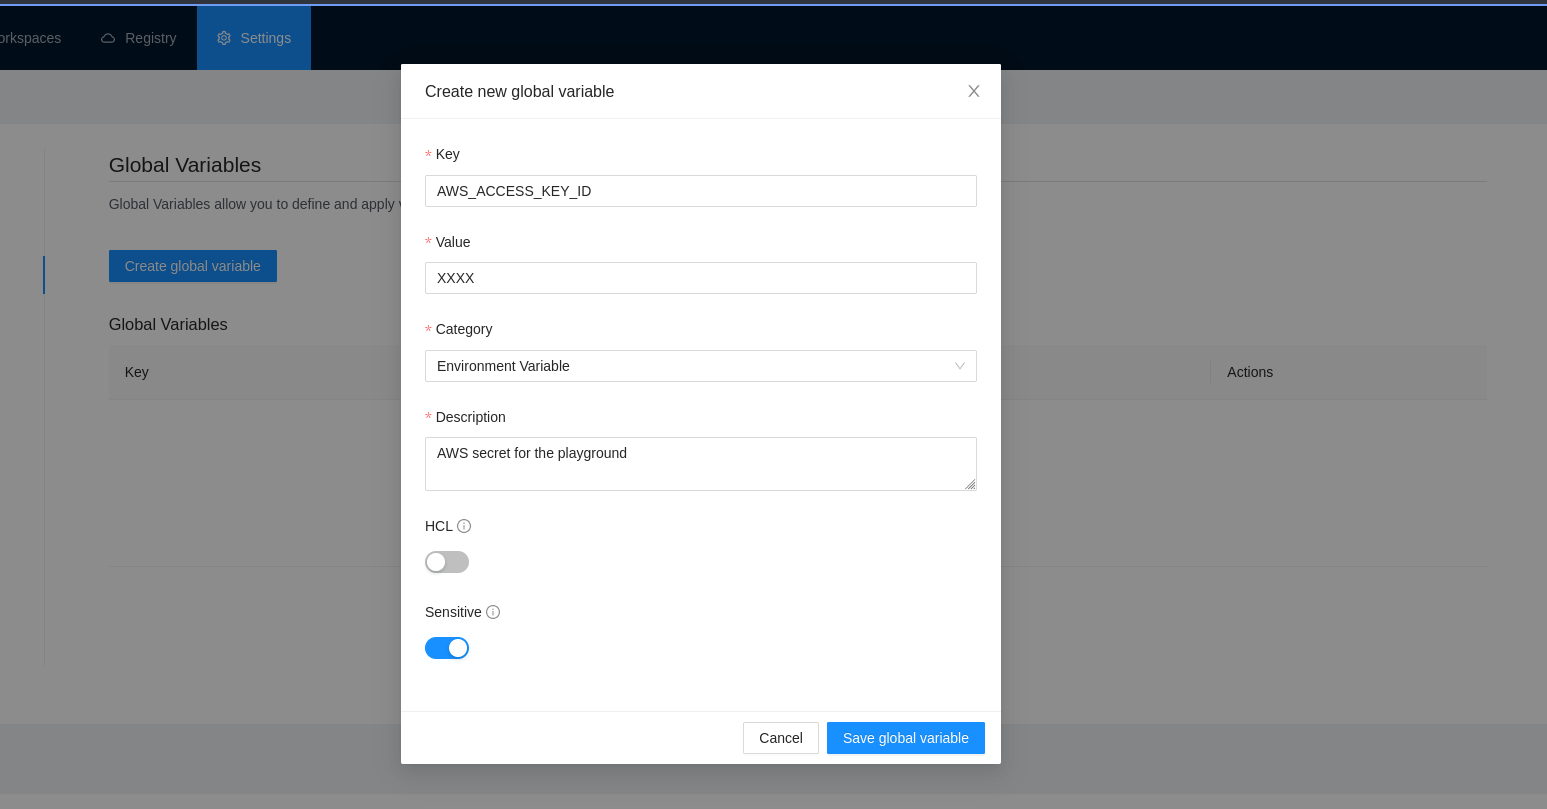 Registry
Settings
Create new global variable
* Key
AWS_ACCESS_KEY_ID
* Value
XXXX
* Category
Environment Variable
* Description
AWS secret for the playground
HCL
Sensitive
Cancel
Save global variable
Global Variables
Global Variables allow you to define and apply
Create global variable
Global Variables
Key
Actions